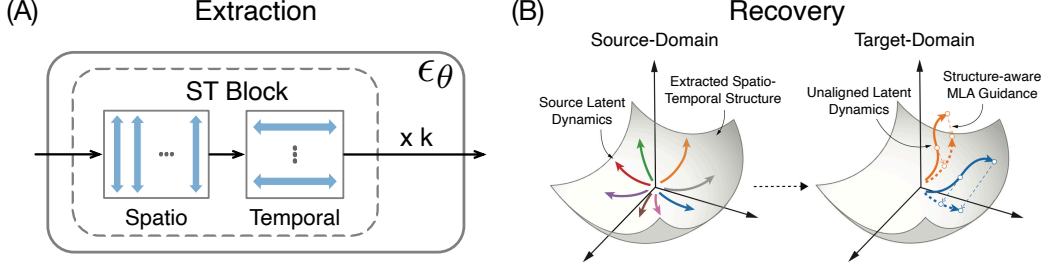 (A) Extraction
ϵθ
ST Block
...
...
x k
Spatio
Temporal
(B) Recovery
Source-Domain
Extracted Spatio-
Temporal Structure
Source Latent
Dynamics
Target-Domain
Structure-aware
MLA Guidance
Unaligned Latent
Dynamics